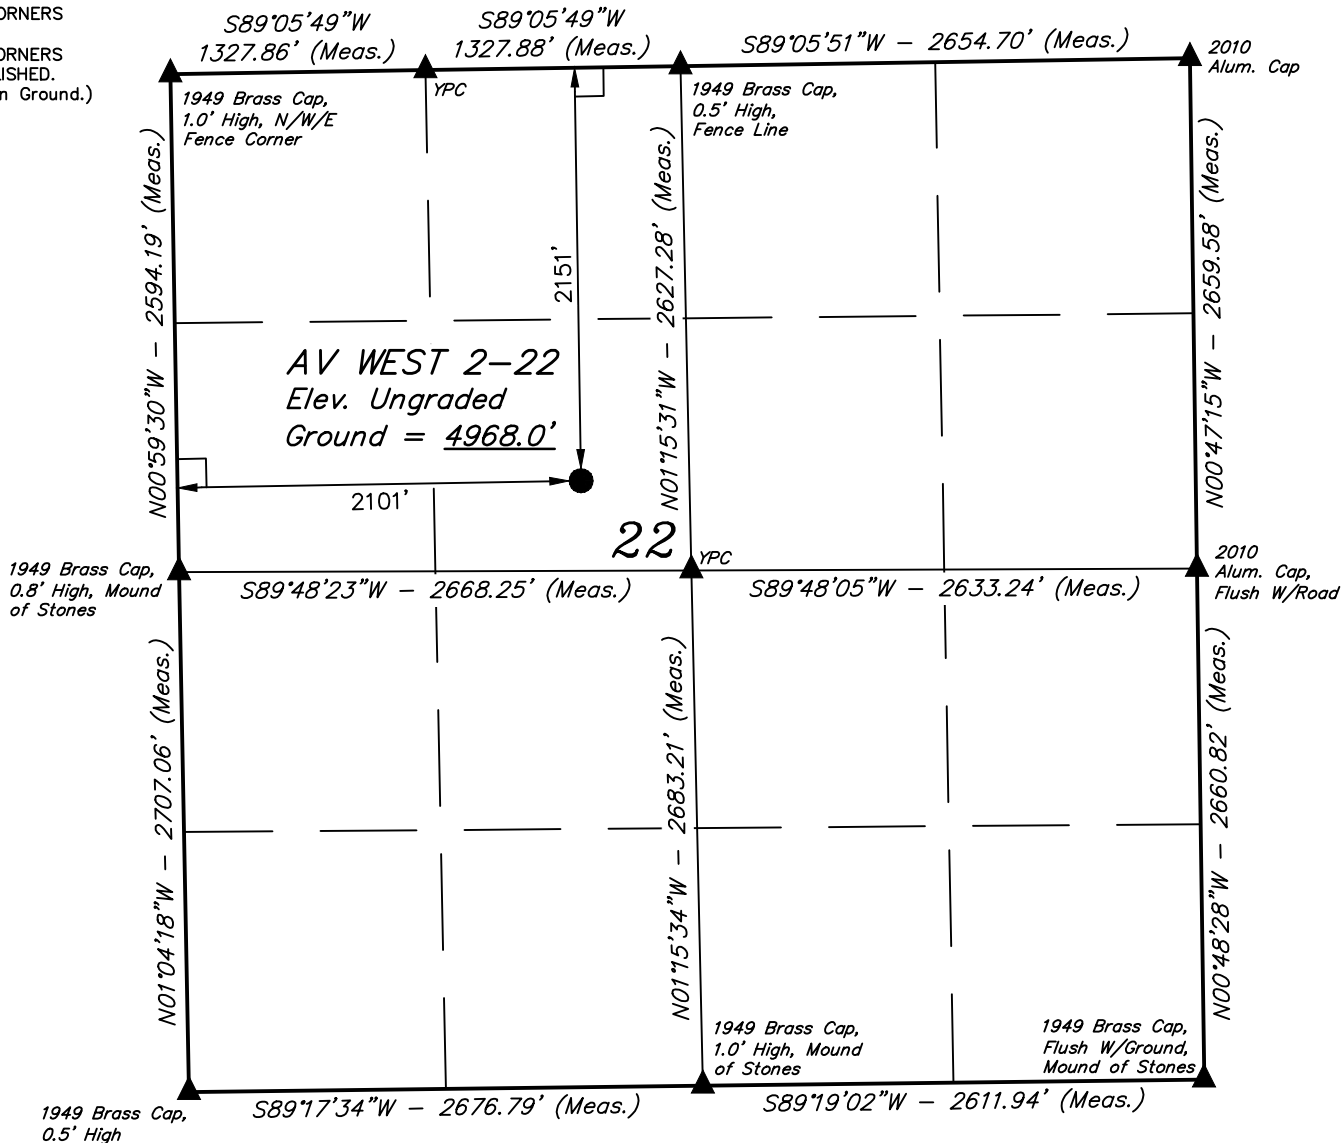 ORNERS
ORNERS
LISHED.
n Ground.)
S89°05'49"W
1327.86' (Meas.)
S89°05'49"W
1327.88' (Meas.)
S89°05'51"W – 2654.70' (Meas.)
2010
Alum. Cap
YPC
1949 Brass Cap,
1.0' High, N/W/E
Fence Corner
1949 Brass Cap,
0.5' High,
Fence Line
N00°59'30"W – 2594.19' (Meas.)
2151'
N01°15'31"W – 2627.28' (Meas.)
N00°47'15"W – 2659.58' (Meas.)
AV WEST 2–22
Elev. Ungraded
Ground = 4968.0'
2101'
22
YPC
1949 Brass Cap,
0.8' High, Mound
of Stones
S89°48'23"W – 2668.25' (Meas.)
S89°48'05"W – 2633.24' (Meas.)
2010
Alum. Cap,
Flush W/Road
N01°04'18"W – 2707.06' (Meas.)
N01°15'34"W – 2683.21' (Meas.)
N00°48'28"W – 2660.82' (Meas.)
1949 Brass Cap,
1.0' High, Mound
of Stones
1949 Brass Cap,
Flush W/Ground,
Mound of Stones
1949 Brass Cap,
0.5' High
S89°17'34"W – 2676.79' (Meas.)
S89°19'02"W – 2611.94' (Meas.)